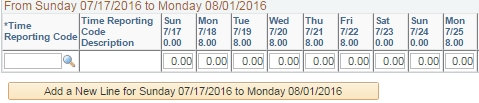 From Sunday 07/17/2016 to Monday 08/01/2016
*Time Reporting Code Time Reporting Code Description Sun 7/17 0.00 Mon 7/18 8.00 Tue 7/19 8.00 Wed 7/20 8.00 Thu 7/21 8.00 Fri 7/22 8.00 Sat 7/23 0.00 Sun 7/24 0.00 Mon 7/25 8.00
0.00 0.00 0.00 0.00 0.00 0.00 0.00 0.00 0.00
Add a New Line for Sunday 07/17/2016 to Monday 08/01/2016